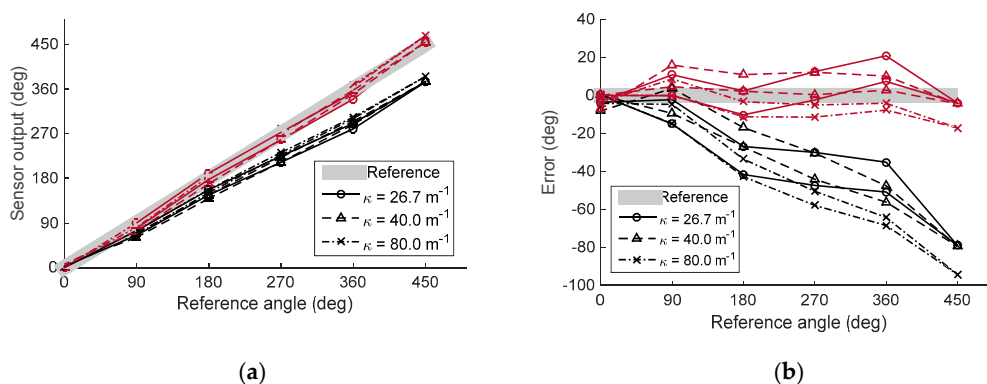 Sensor output (deg)
450
360
270
180
90
0
0 90 180 270 360 450
Reference angle (deg)
Reference
κ = 26.7 m⁻¹
κ = 40.0 m⁻¹
κ = 80.0 m⁻¹
(a)
Error (deg)
40
20
0
-20
-40
-60
-80
-100
0 90 180 270 360 450
Reference angle (deg)
Reference
κ = 26.7 m⁻¹
κ = 40.0 m⁻¹
κ = 80.0 m⁻¹
(b)